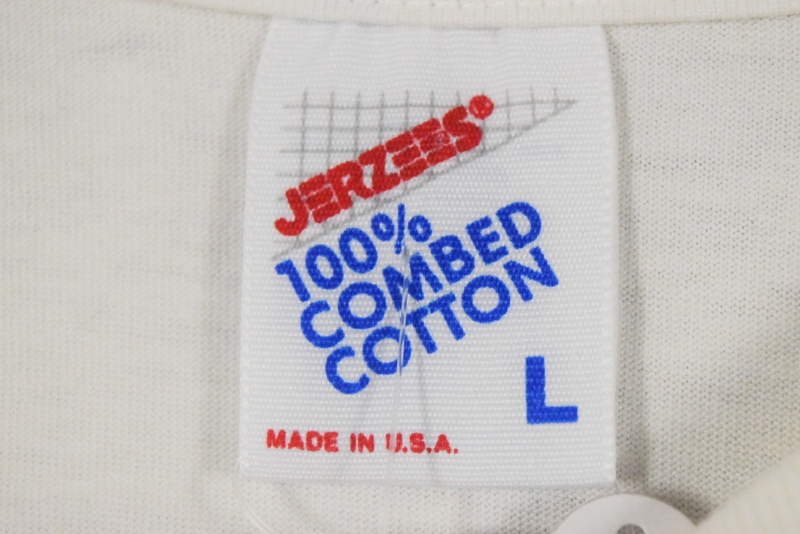 JERZEES®
100%
COMBED
COTTON
L
MADE IN U.S.A.